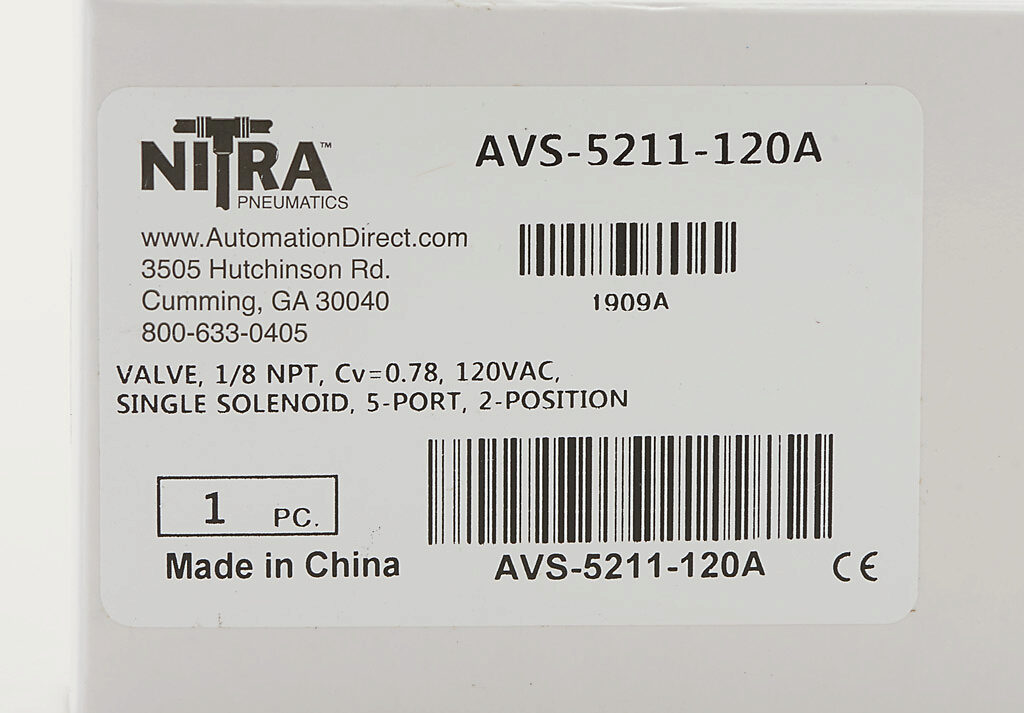 NITRA™
PNEUMATICS
AVS-5211-120A
www.AutomationDirect.com
3505 Hutchinson Rd.
Cumming, GA 30040
800-633-0405
1909A
VALVE, 1/8 NPT, Cv=0.78, 120VAC,
SINGLE SOLENOID, 5-PORT, 2-POSITION
1 PC.
Made in China
AVS-5211-120A
CE